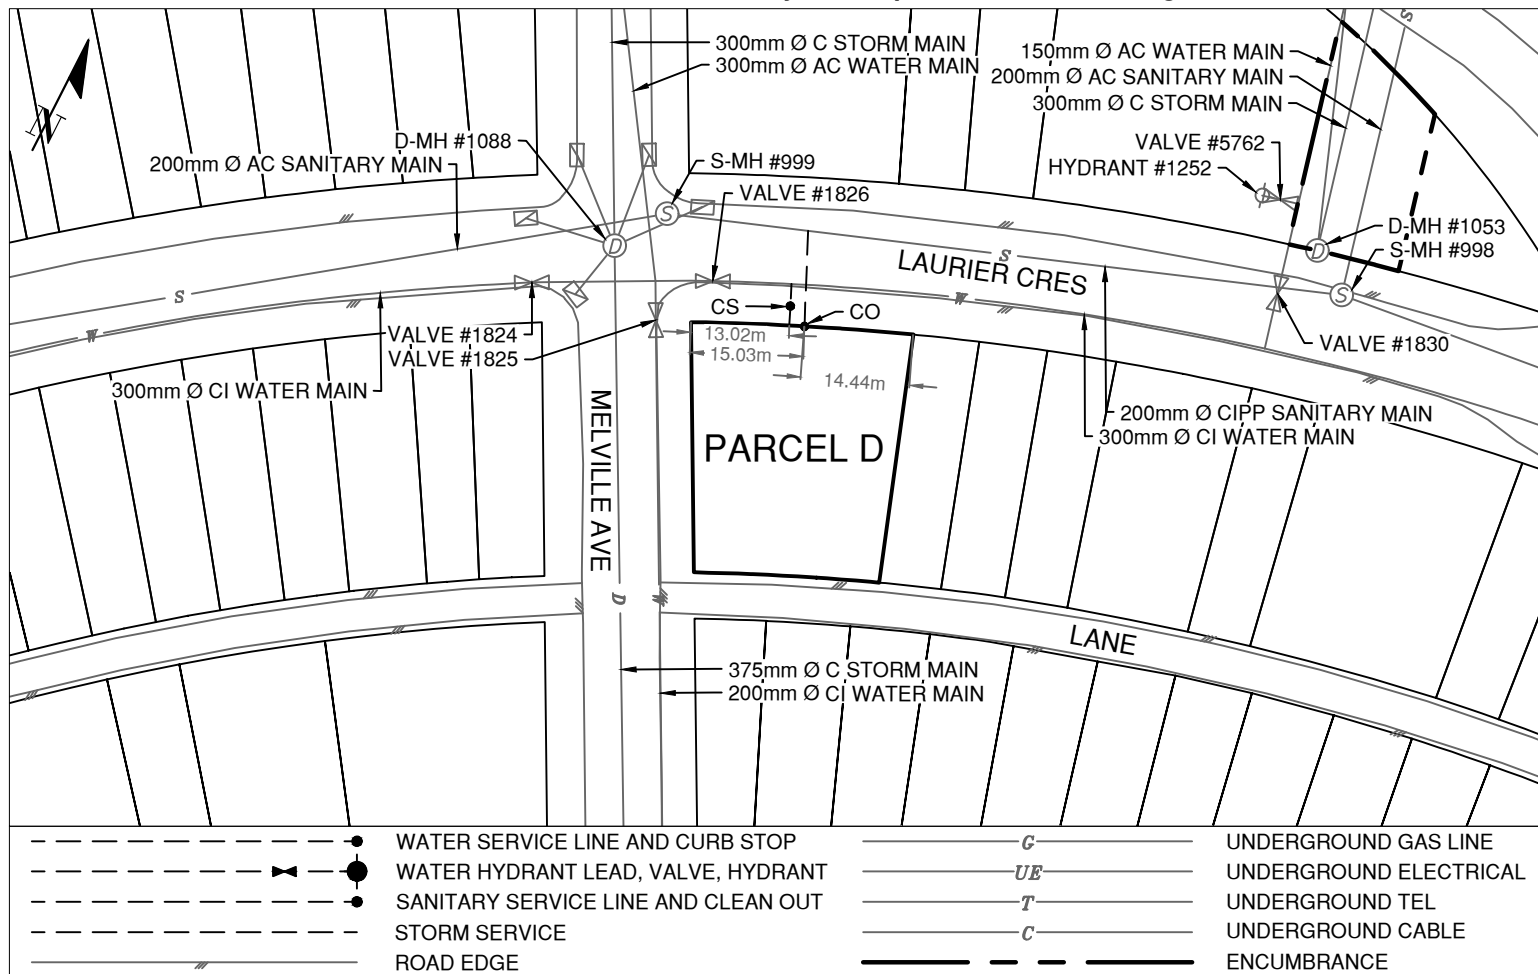 300mm Ø C STORM MAIN
300mm Ø AC WATER MAIN
150mm Ø AC WATER MAIN
200mm Ø AC SANITARY MAIN
300mm Ø C STORM MAIN
S
N
D-MH #1088
200mm Ø AC SANITARY MAIN
S-MH #999
VALVE #1826
VALVE #5762
HYDRANT #1252
D-MH #1053
S-MH #998
S
D
D
S
S
S
W
W
LAURIER CRES
CS
CO
VALVE #1824
VALVE #1825
13.02m
15.03m
14.44m
VALVE #1830
300mm Ø CI WATER MAIN
MELVILLE AVE
PARCEL D
200mm Ø CIPP SANITARY MAIN
300mm Ø CI WATER MAIN
D
W
LANE
375mm Ø C STORM MAIN
200mm Ø CI WATER MAIN
WATER SERVICE LINE AND CURB STOP
WATER HYDRANT LEAD, VALVE, HYDRANT
SANITARY SERVICE LINE AND CLEAN OUT
STORM SERVICE
ROAD EDGE
G
UNDERGROUND GAS LINE
UE
UNDERGROUND ELECTRICAL
T
UNDERGROUND TEL
C
UNDERGROUND CABLE
ENCUMBRANCE